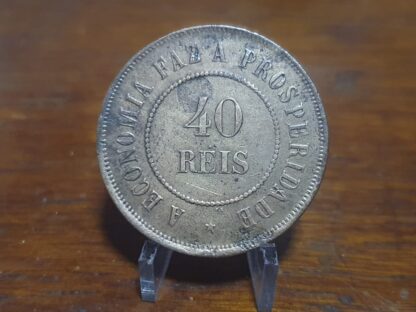 A ECONOMIA FAZ A PROSPERIDADE
40
REIS